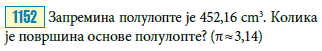 1152 Запремина полулопте је 452,16 cm³. Колика
је површина основе полулопте? (π≈3,14)